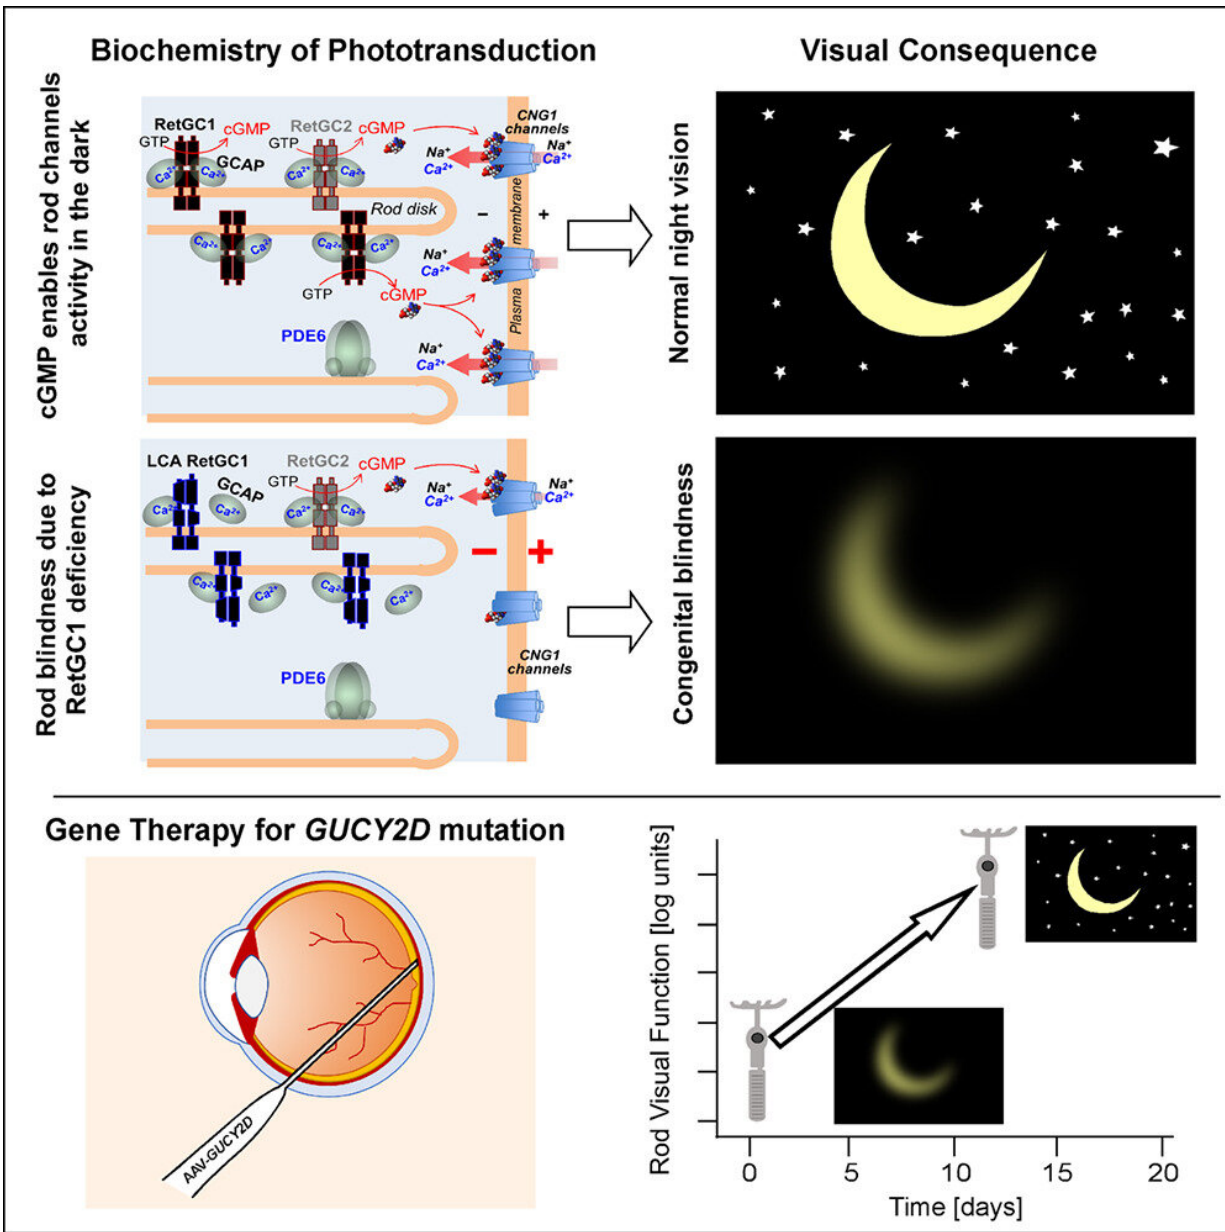 Biochemistry of Phototransduction
Visual Consequence
cGMP enables rod channels
activity in the dark
RetGC1
GTP
cGMP
Ca²⁺
Ca²⁺
GCAP
RetGC2
GTP
cGMP
Ca²⁺
Ca²⁺
CNG1
channels
Na⁺
Ca²⁺
Na⁺
Ca²⁺
Rod disk
–
+
Plasma membrane
Ca²⁺
Ca²⁺
Ca²⁺
Ca²⁺
GTP
cGMP
Na⁺
Ca²⁺
PDE6
Na⁺
Ca²⁺
Normal night vision
Rod blindness due to
RetGC1 deficiency
LCA RetGC1
Ca²⁺
GCAP
Ca²⁺
RetGC2
GTP
cGMP
Ca²⁺
Ca²⁺
Na⁺
Ca²⁺
Na⁺
Ca²⁺
–
+
Ca²⁺
Ca²⁺
Ca²⁺
Ca²⁺
CNG1
channels
PDE6
Congenital blindness
Gene Therapy for GUCY2D mutation
AAV-GUCY2D
Rod Visual Function [log units]
0 5 10 15 20
Time [days]